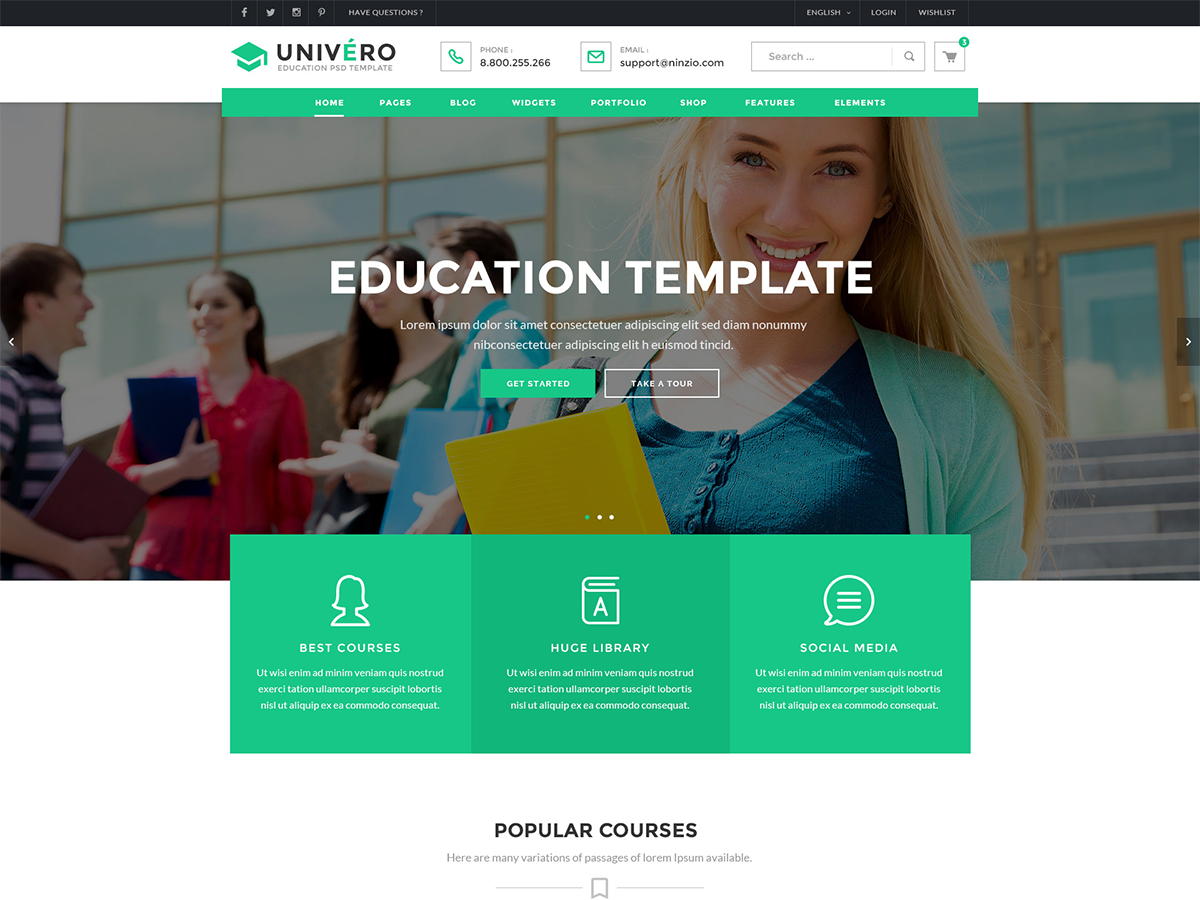 HAVE QUESTIONS ?
ENGLISH
LOGIN
WISHLIST
UNIVÉRO
EDUCATION PSD TEMPLATE
PHONE :
8.800.255.266
EMAIL :
support@ninzio.com
Search ...
3
HOME
PAGES
BLOG
WIDGETS
PORTFOLIO
SHOP
FEATURES
ELEMENTS
EDUCATION TEMPLATE
Lorem ipsum dolor sit amet consectetuer adipiscing elit sed diam nonummy
nibconsectetuer adipiscing elit h euismod tincid.
GET STARTED
TAKE A TOUR
BEST COURSES
Ut wisi enim ad minim veniam quis nostrud
exerci tation ullamcorper suscipit lobortis
nisl ut aliquip ex ea commodo consequat.
A
HUGE LIBRARY
Ut wisi enim ad minim veniam quis nostrud
exerci tation ullamcorper suscipit lobortis
nisl ut aliquip ex ea commodo consequat.
SOCIAL MEDIA
Ut wisi enim ad minim veniam quis nostrud
exerci tation ullamcorper suscipit lobortis
nisl ut aliquip ex ea commodo consequat.
POPULAR COURSES
Here are many variations of passages of lorem Ipsum available.